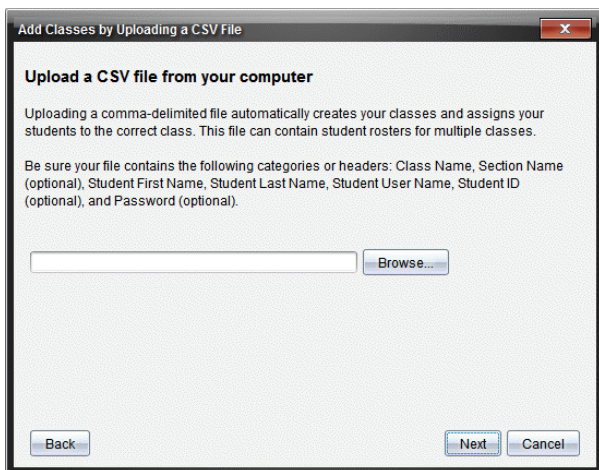 Add Classes by Uploading a CSV File
Upload a CSV file from your computer
Uploading a comma-delimited file automatically creates your classes and assigns your
students to the correct class. This file can contain student rosters for multiple classes.
Be sure your file contains the following categories or headers: Class Name, Section Name
(optional), Student First Name, Student Last Name, Student User Name, Student ID
(optional), and Password (optional).
Browse...
Back
Next
Cancel